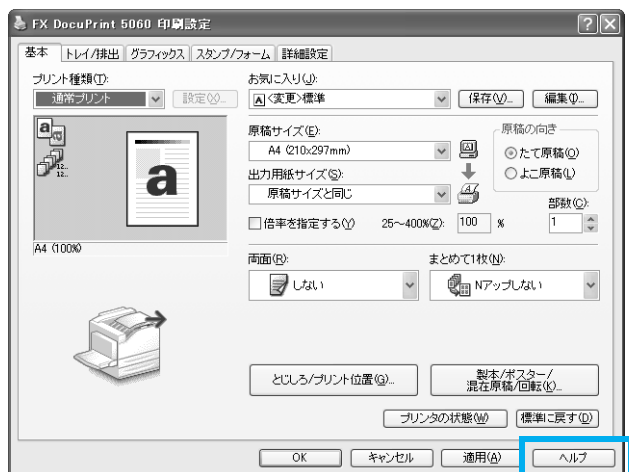 FX DocuPrint 5060 印刷設定
基本 トレイ/排出 グラフィックス スタンプ/フォーム 詳細設定
プリント種類(T):
通常プリント 設定(X)...
お気に入り(J):
A <変更>標準 保存(V)... 編集(I)...
原稿サイズ(E):
A4 (210x297mm)
原稿の向き
たて原稿(O)
よこ原稿(L)
出力用紙サイズ(S):
原稿サイズと同じ
部数(C):
倍率を指定する(Y) 25～400%(Z): 100 % 1
a
A4 (100%)
両面(R):
しない
まとめて1枚(N):
Nアップしない
とじしろ/プリント位置(G)...
製本/ポスター/
混在原稿/回転(K)...
プリンタの状態(W) 標準に戻す(D)
OK キャンセル 適用(A) ヘルプ